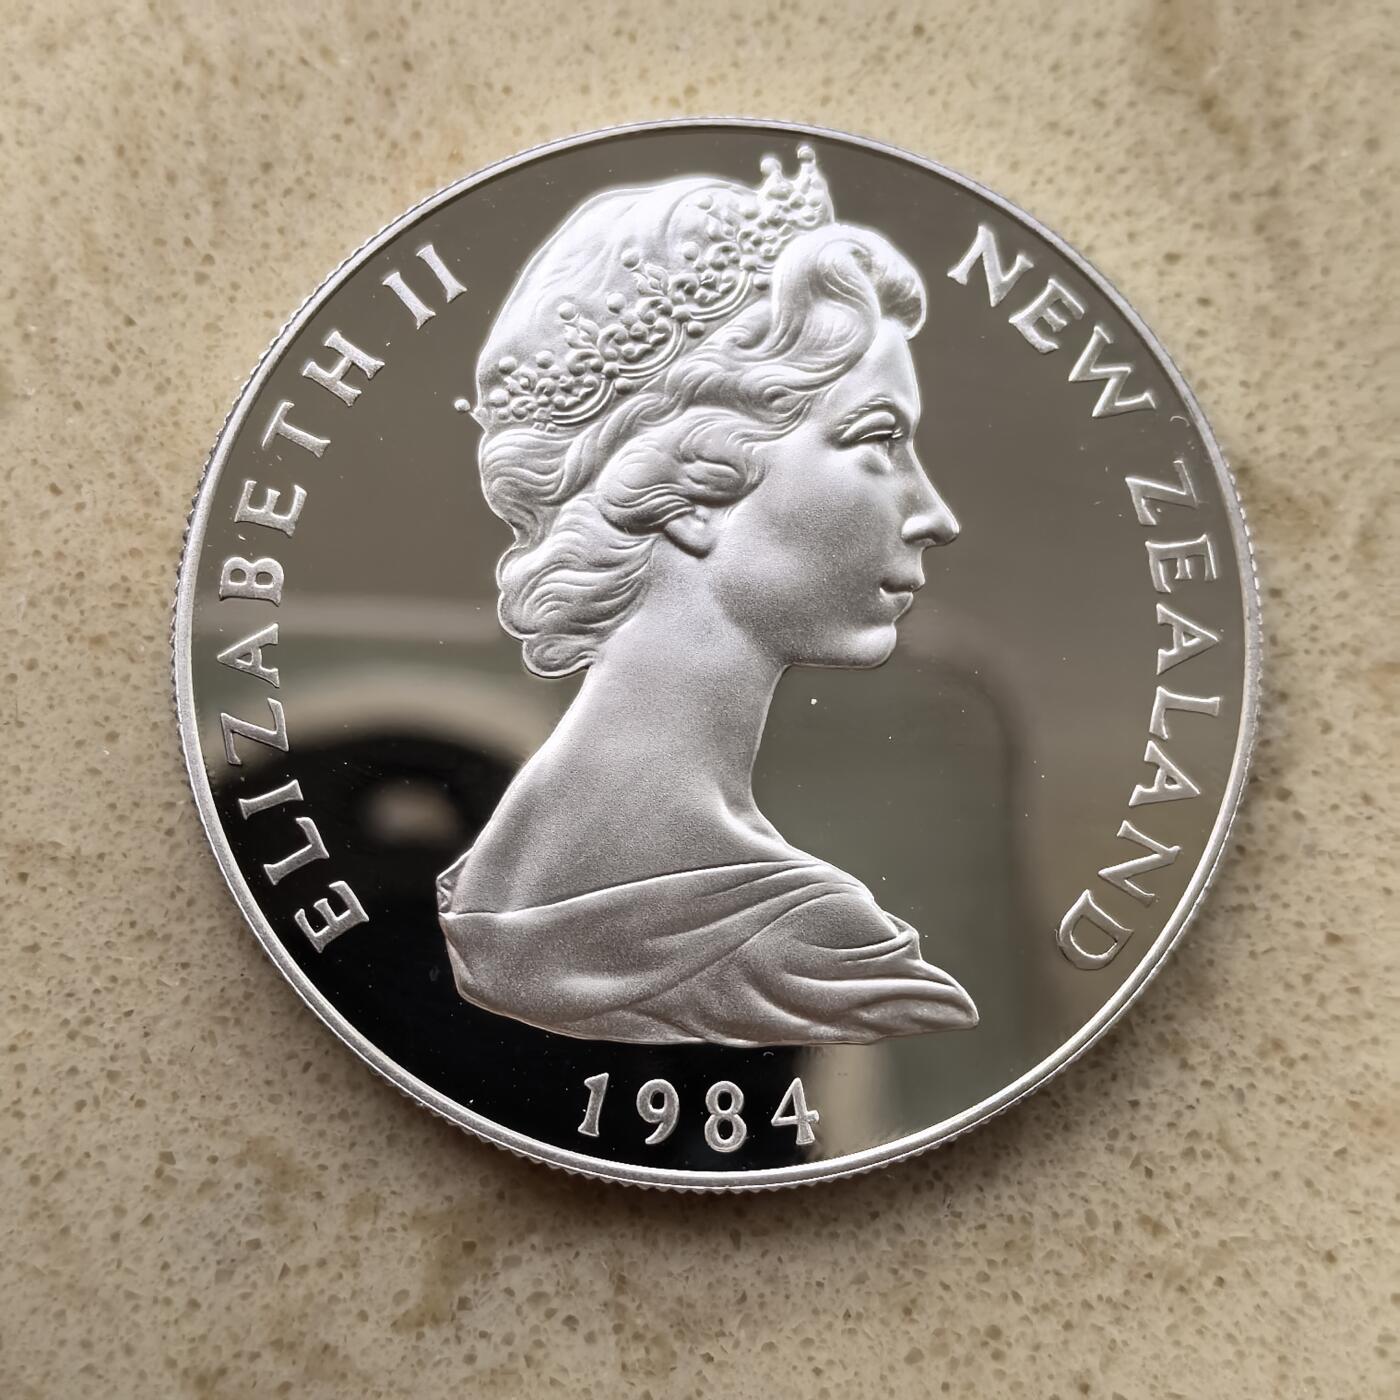 ELIZABETH II
NEW ZEALAND
1984